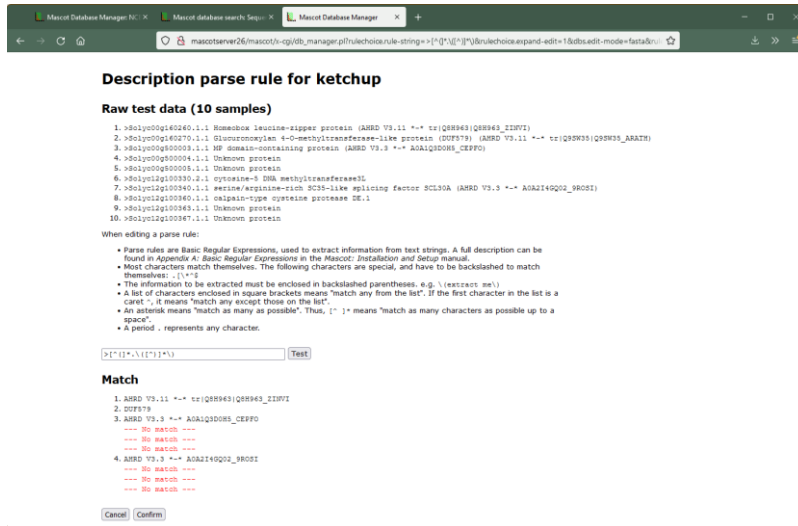 Mascot Database Manager: NC
Mascot database search: Seque
Mascot Database Manager
mascotserver26/mascot/x-cgi/db_manager.pl?rulechoice.rule-string=>[^(]*.\([^)]*\)&rulechoice.expand-edit=1&dbs.edit-mode=fasta&rul
Description parse rule for ketchup
Raw test data (10 samples)
1. >Solyc00g160260.1.1 Homeobox leucine-zipper protein (AHRD V3.11 *-* tr|Q8H963|Q8H963_ZINVI)
2. >Solyc00g160270.1.1 Glucuronoxylan 4-O-methyltransferase-like protein (DUF579) (AHRD V3.11 *-* tr|Q9SW35|Q9SW35_ARATH)
3. >Solyc00g500003.1.1 HP domain-containing protein (AHRD V3.3 *-* A0A1Q3D0H5_CEPFO)
4. >Solyc00g500004.1.1 Unknown protein
5. >Solyc00g500005.1.1 Unknown protein
6. >Solyc12g100330.2.1 cytosine-5 DNA methyltransferase3L
7. >Solyc12g100340.1.1 serine/arginine-rich SC35-like splicing factor SCL30A (AHRD V3.3 *-* A0A2I4GQ02_9ROSI)
8. >Solyc12g100360.1.1 calpain-type cysteine protease DE.1
9. >Solyc12g100363.1.1 Unknown protein
10. >Solyc12g100367.1.1 Unknown protein
When editing a parse rule:
• Parse rules are Basic Regular Expressions, used to extract information from text strings. A full description can be
found in Appendix A: Basic Regular Expressions in the Mascot: Installation and Setup manual.
• Most characters match themselves. The following characters are special, and have to be backslashed to match
themselves: .[\*^$
• The information to be extracted must be enclosed in backslashed parentheses. e.g. \(extract me\)
• A list of characters enclosed in square brackets means "match any from the list". If the first character in the list is a
caret ^, it means "match any except those on the list".
• An asterisk means "match as many as possible". Thus, [^ ]* means "match as many characters as possible up to a
space".
• A period . represents any character.
>[^(]*.\([^)]*\)
Test
Match
1. AHRD V3.11 *-* tr|Q8H963|Q8H963_ZINVI
2. DUF579
3. AHRD V3.3 *-* A0A1Q3D0H5_CEPFO
--- No match ---
--- No match ---
--- No match ---
4. AHRD V3.3 *-* A0A2I4GQ02_9ROSI
--- No match ---
--- No match ---
--- No match ---
Cancel Confirm